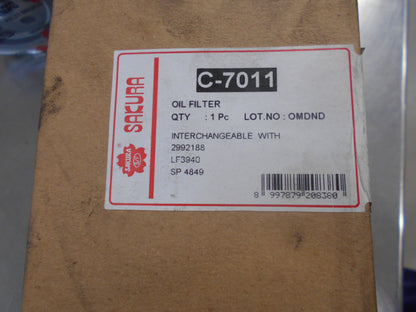 SAKURA
SAKURA
C-7011
OIL FILTER
QTY : 1 Pc LOT.NO : OMDND
INTERCHANGEABLE WITH
2992188
LF3940
SP 4849
8 997879 208380